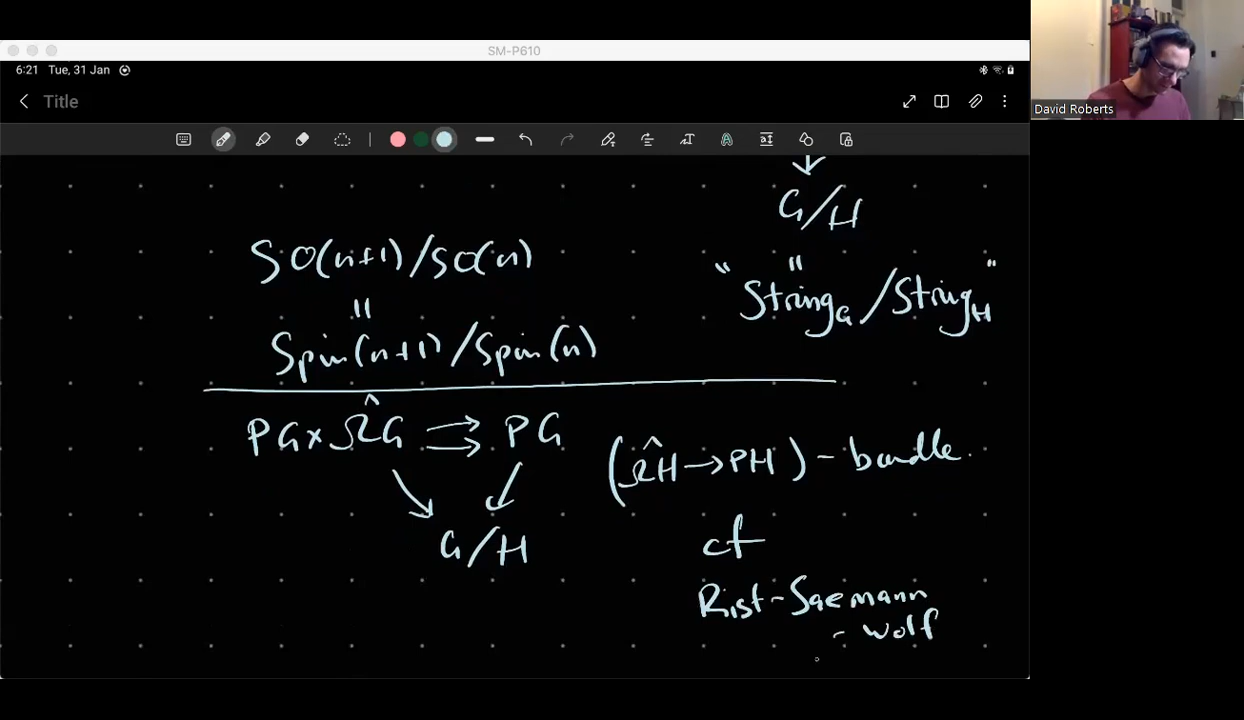 SM-P610
6:21 Tue, 31 Jan
Title
David Roberts
G/H
SO(n+1)/SO(n)
"
Spin(n+1)/Spin(n)
" String_G/String_H "
"
PG × Ω̂G ⇉ PG
↘ ↙
G/H
(Ω̂H → PH) - bundle.
cf
Rist-Saemann
- Wolf